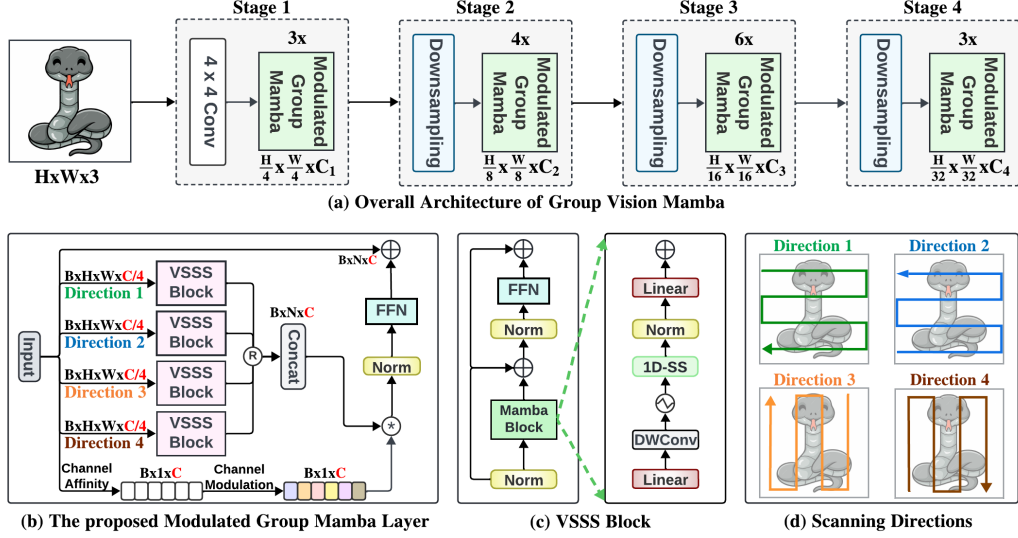 Stage 1
Stage 2
Stage 3
Stage 4
HxWx3
4 x 4 Conv
3x
Modulated
Group
Mamba
H/4 x W/4 xC1
Downsampling
4x
Modulated
Group
Mamba
H/8 x W/8 xC2
Downsampling
6x
Modulated
Group
Mamba
H/16 x W/16 xC3
Downsampling
3x
Modulated
Group
Mamba
H/32 x W/32 xC4
(a) Overall Architecture of Group Vision Mamba
Input
BxHxWxC/4
Direction 1
VSSS
Block
BxHxWxC/4
Direction 2
VSSS
Block
BxHxWxC/4
Direction 3
VSSS
Block
BxHxWxC/4
Direction 4
VSSS
Block
R
BxNxC
Concat
BxNxC
FFN
Norm
*
Channel
Affinity
Bx1xC
Channel
Modulation
Bx1xC
(b) The proposed Modulated Group Mamba Layer
FFN
Norm
Mamba
Block
Norm
Linear
Norm
1D-SS
DWConv
Linear
(c) VSSS Block
Direction 1
Direction 2
Direction 3
Direction 4
(d) Scanning Directions